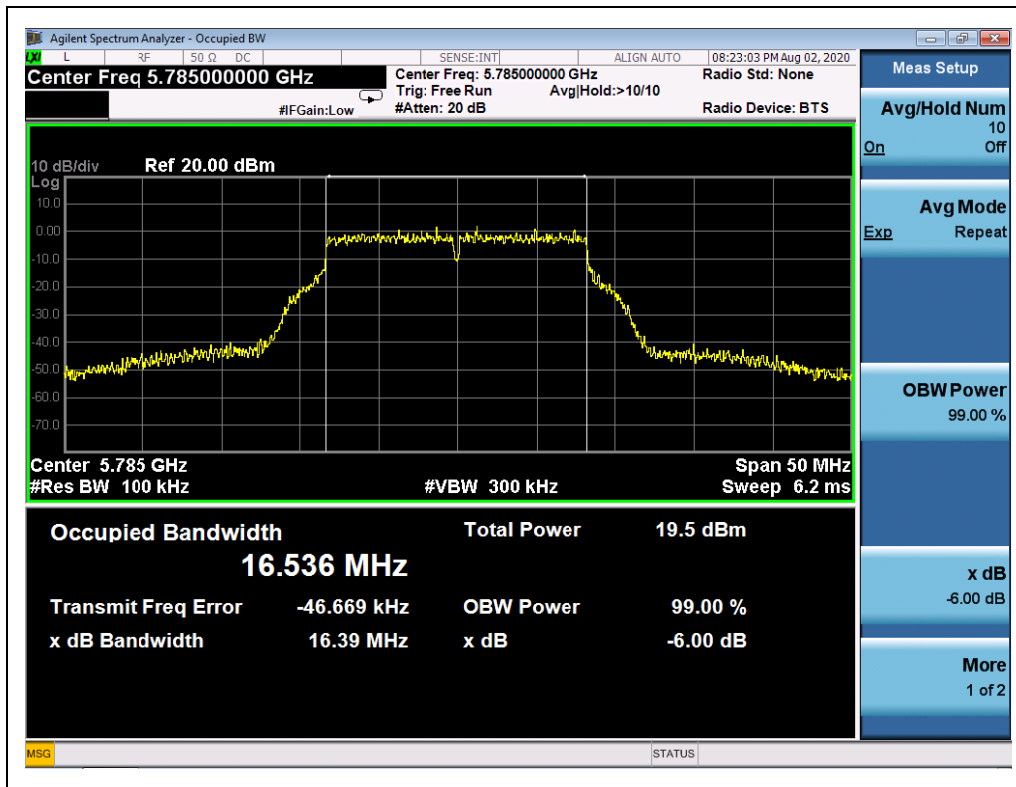 Agilent Spectrum Analyzer - Occupied BW
LXI L RF 50 Ω DC SENSE:INT ALIGN AUTO 08:23:03 PM Aug 02, 2020
Center Freq 5.785000000 GHz
Center Freq: 5.785000000 GHz
Radio Std: None
Trig: Free Run Avg|Hold:>10/10
#IFGain:Low
#Atten: 20 dB
Radio Device: BTS
10 dB/div Ref 20.00 dBm
Log
10.0
0.00
-10.0
-20.0
-30.0
-40.0
-50.0
-60.0
-70.0
Center 5.785 GHz Span 50 MHz
#Res BW 100 kHz #VBW 300 kHz Sweep 6.2 ms
Occupied Bandwidth Total Power 19.5 dBm
16.536 MHz
Transmit Freq Error -46.669 kHz OBW Power 99.00 %
x dB Bandwidth 16.39 MHz x dB -6.00 dB
Meas Setup
Avg/Hold Num
10
On Off
Avg Mode
Exp Repeat
OBW Power
99.00 %
x dB
-6.00 dB
More
1 of 2
MSG STATUS